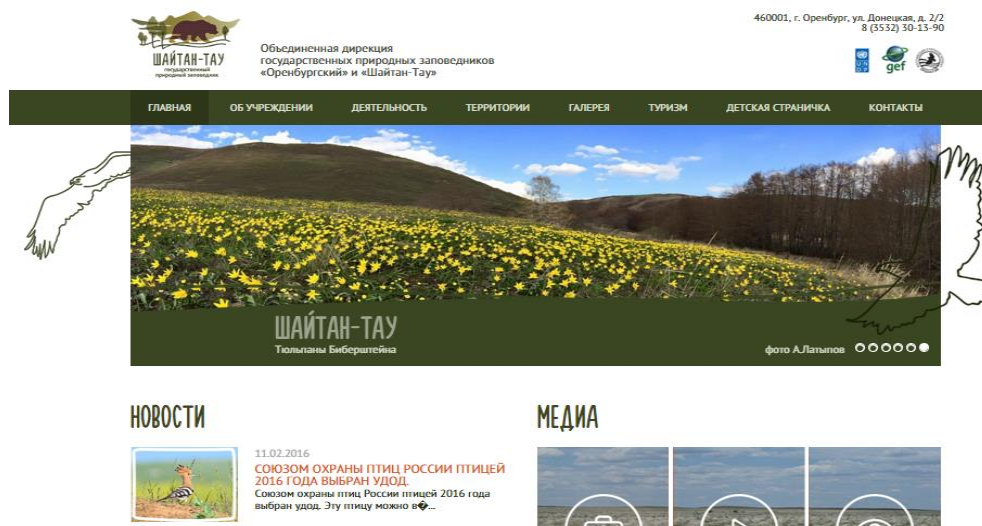 460001, г. Оренбург, ул. Донецкая, д. 2/2
8 (3532) 30-13-90
ШАЙТАН-ТАУ
государственный
природный заповедник
Объединенная дирекция
государственных природных заповедников
«Оренбургский» и «Шайтан-Тау»
UN
DP
gef
ГЛАВНАЯ ОБ УЧРЕЖДЕНИИ ДЕЯТЕЛЬНОСТЬ ТЕРРИТОРИИ ГАЛЕРЕЯ ТУРИЗМ ДЕТСКАЯ СТРАНИЧКА КОНТАКТЫ
ШАЙТАН-ТАУ
Тюльпаны Биберштейна
фото А.Латыпов
НОВОСТИ
МЕДИА
11.02.2016
СОЮЗОМ ОХРАНЫ ПТИЦ РОССИИ ПТИЦЕЙ
2016 ГОДА ВЫБРАН УДОД.
Союзом охраны птиц России птицей 2016 года
выбран удод. Эту птицу можно в�...